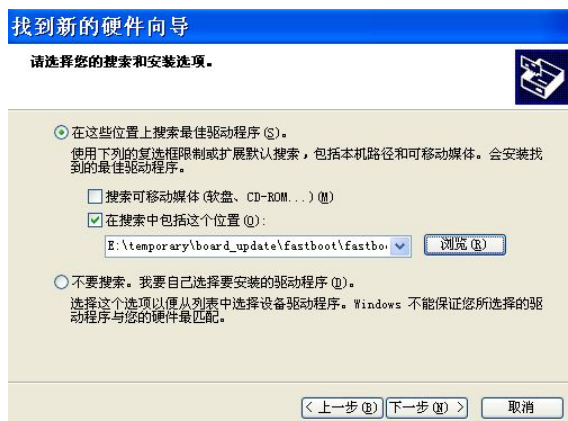 找到新的硬件向导
请选择您的搜索和安装选项。
在这些位置上搜索最佳驱动程序(S)。
使用下列的复选框限制或扩展默认搜索，包括本机路径和可移动媒体。会安装找
到的最佳驱动程序。
搜索可移动媒体(软盘、CD-ROM...)(M)
在搜索中包括这个位置(O):
E:\temporary\board_update\fastboot\fastbo
浏览(R)
不要搜索。我要自己选择要安装的驱动程序(D)。
选择这个选项以便从列表中选择设备驱动程序。Windows 不能保证您所选择的驱
动程序与您的硬件最匹配。
< 上一步(B) 下一步(N) > 取消